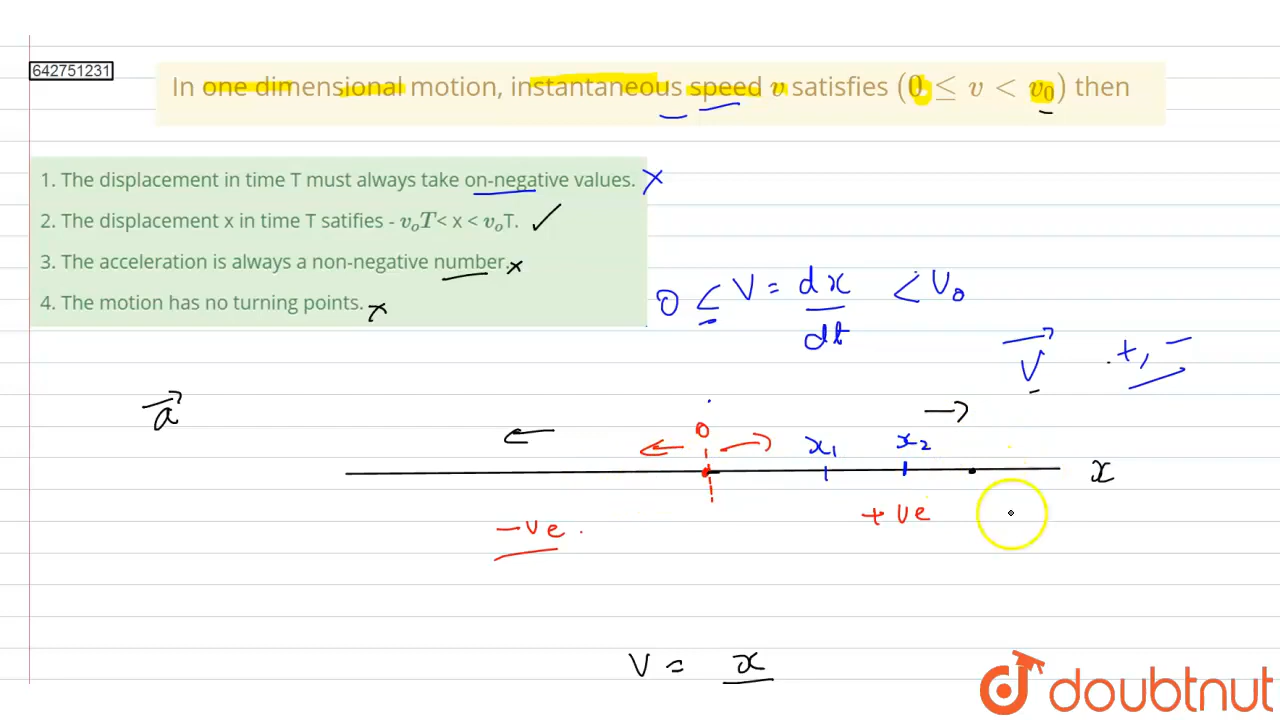 642751231
In one dimensional motion, instantaneous speed v satisfies (0 ≤ v < v₀) then
1. The displacement in time T must always take on-negative values. ×
2. The displacement x in time T satifies - vₒT< x < vₒT. ✓
3. The acceleration is always a non-negative number. ×
4. The motion has no turning points. ×
0 ≤ V = dx/dt < V₀
V⃗ +, −
a⃗
← ← 0 → x₁ x₂ → x
−ve +ve
V = x
doubtnut